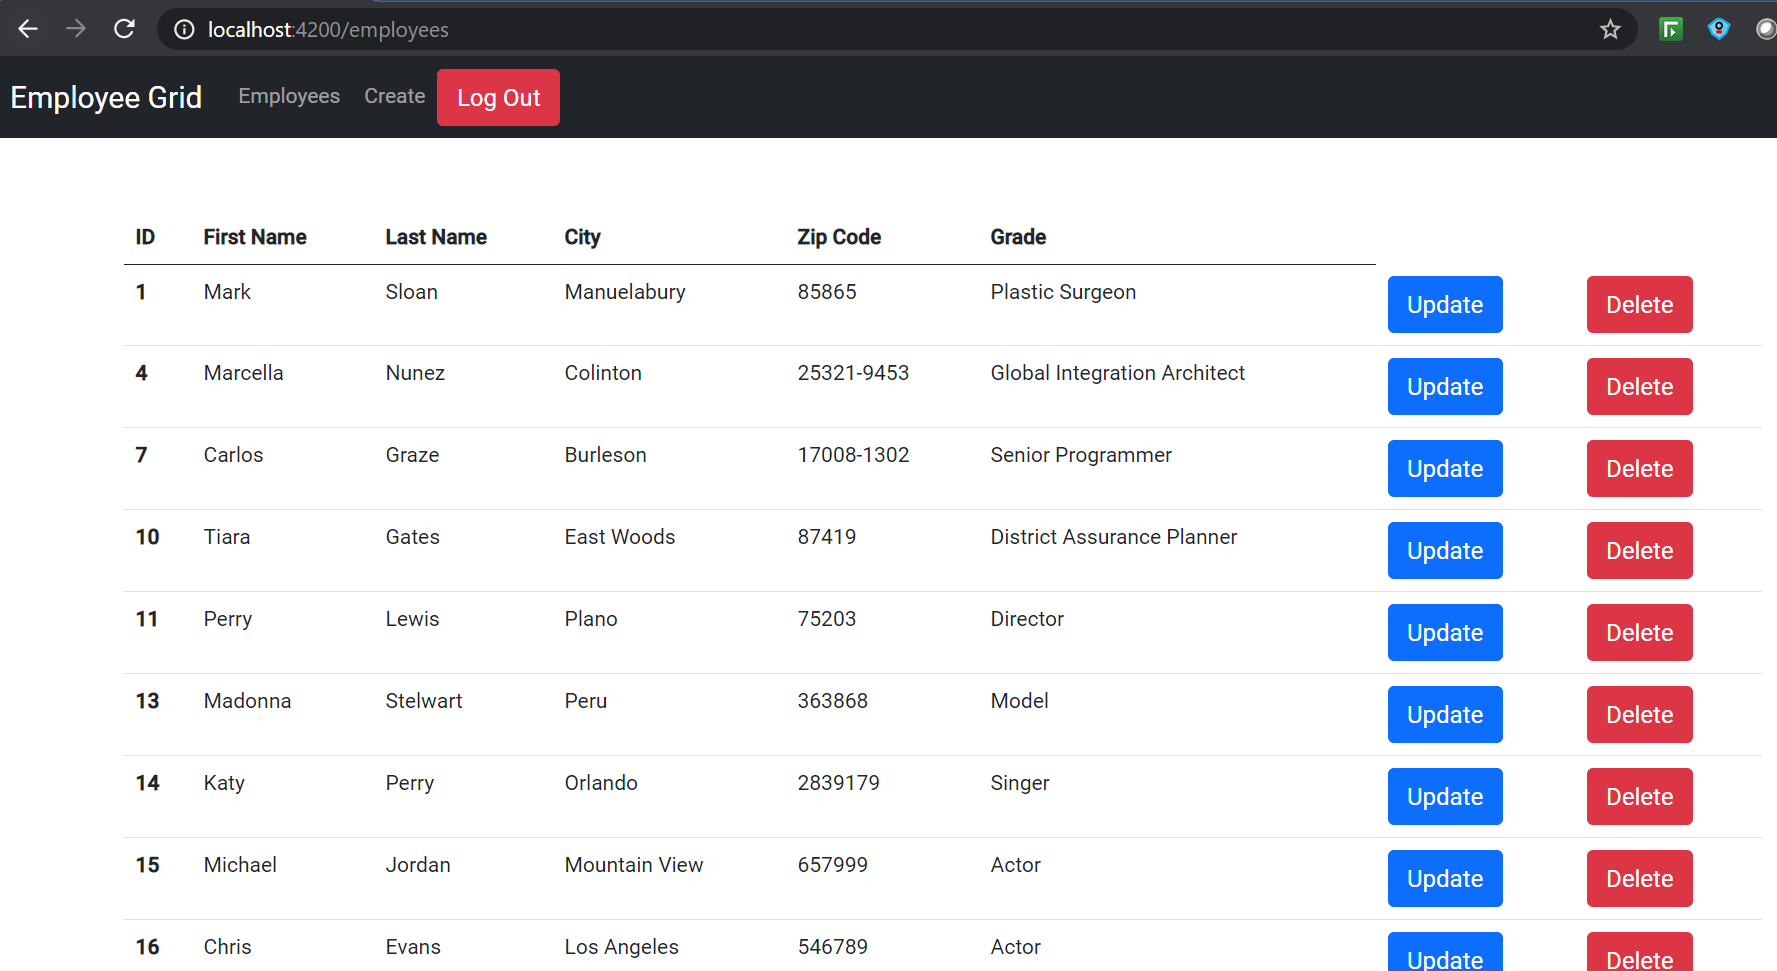 localhost:4200/employees
Employee Grid Employees Create Log Out
ID First Name Last Name City Zip Code Grade
1 Mark Sloan Manuelabury 85865 Plastic Surgeon Update Delete
4 Marcella Nunez Colinton 25321-9453 Global Integration Architect Update Delete
7 Carlos Graze Burleson 17008-1302 Senior Programmer Update Delete
10 Tiara Gates East Woods 87419 District Assurance Planner Update Delete
11 Perry Lewis Plano 75203 Director Update Delete
13 Madonna Stelwart Peru 363868 Model Update Delete
14 Katy Perry Orlando 2839179 Singer Update Delete
15 Michael Jordan Mountain View 657999 Actor Update Delete
16 Chris Evans Los Angeles 546789 Actor Update Delete